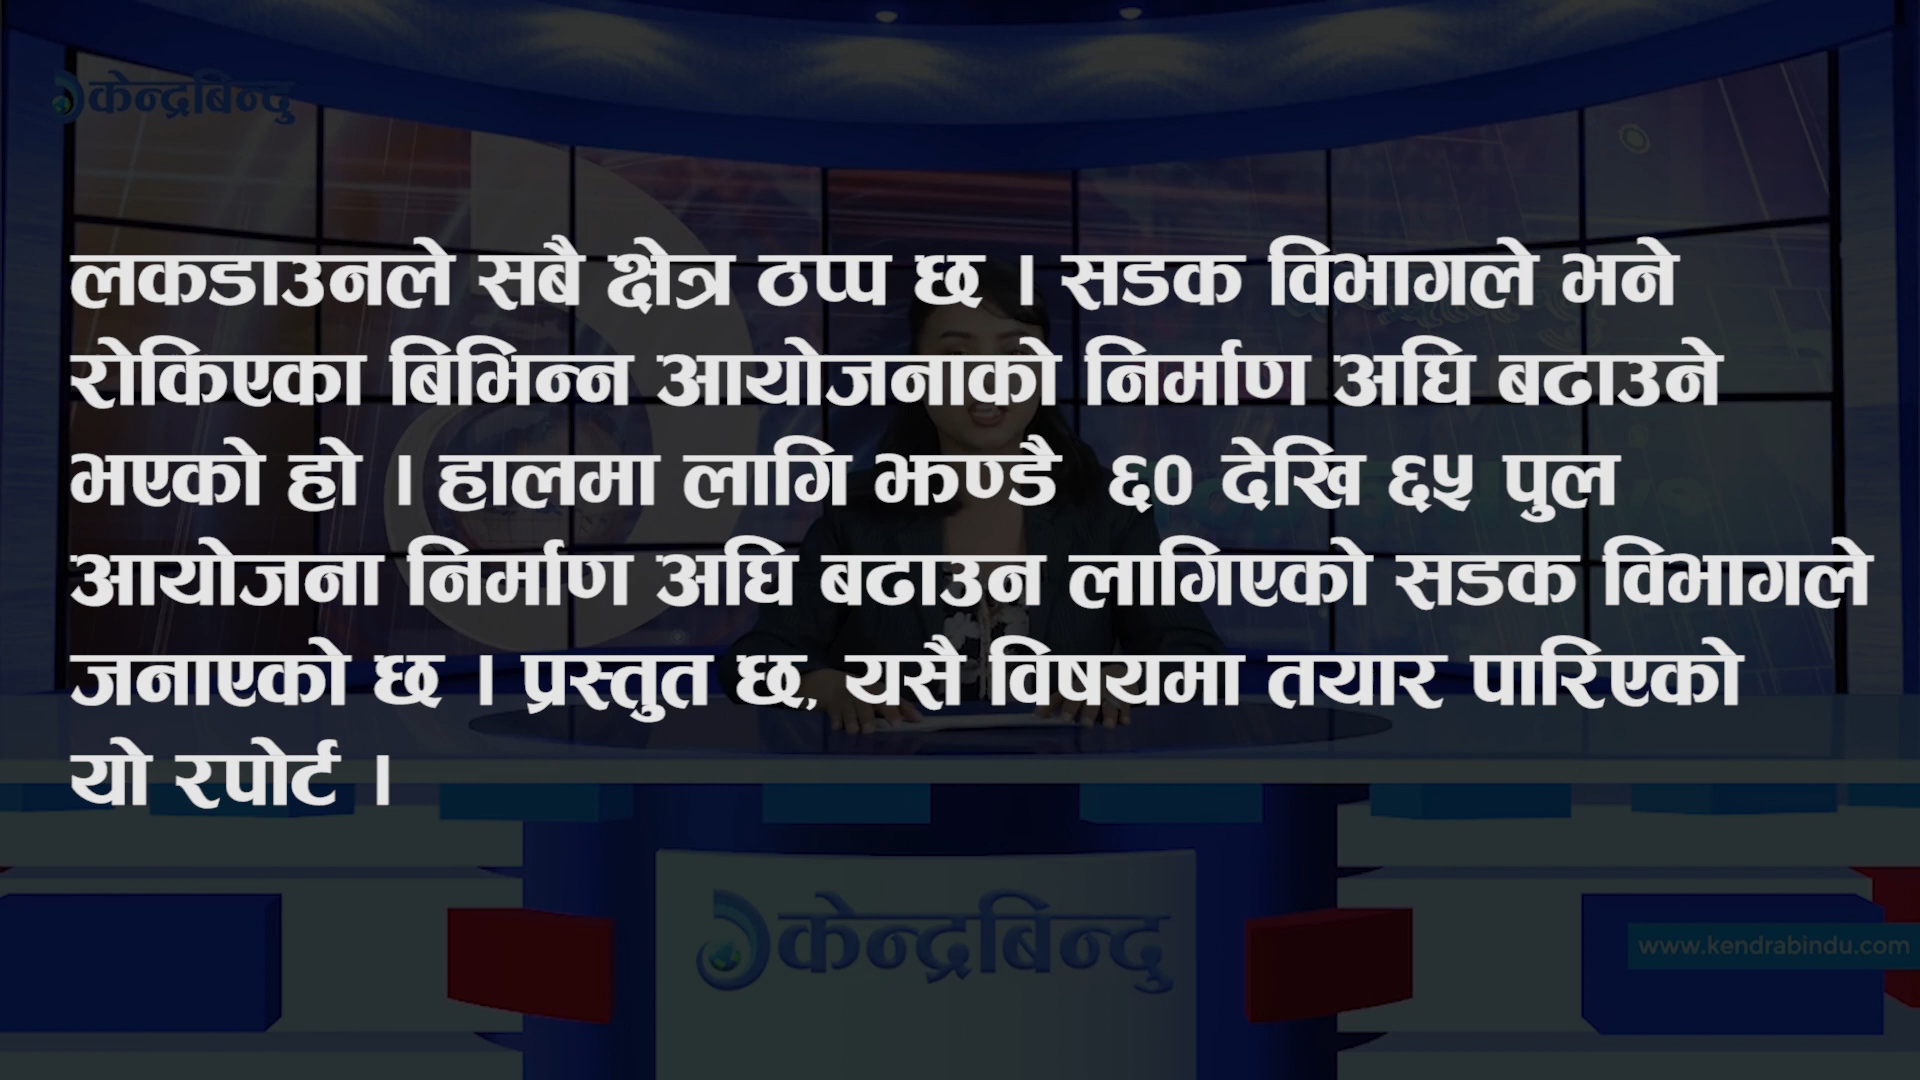 केन्द्रबिन्दु
लकडाउनले सबै क्षेत्र ठप्प छ । सडक विभागले भने
रोकिएका बिभिन्न आयोजनाको निर्माण अघि बढाउने
भएको हो । हालमा लागि झण्डै ६० देखि ६५ पुल
आयोजना निर्माण अघि बढाउन लागिएको सडक विभागले
जनाएको छ । प्रस्तुत छ, यसै विषयमा तयार पारिएको
यो रपोर्ट ।
केन्द्रबिन्दु
www.kendrabindu.com